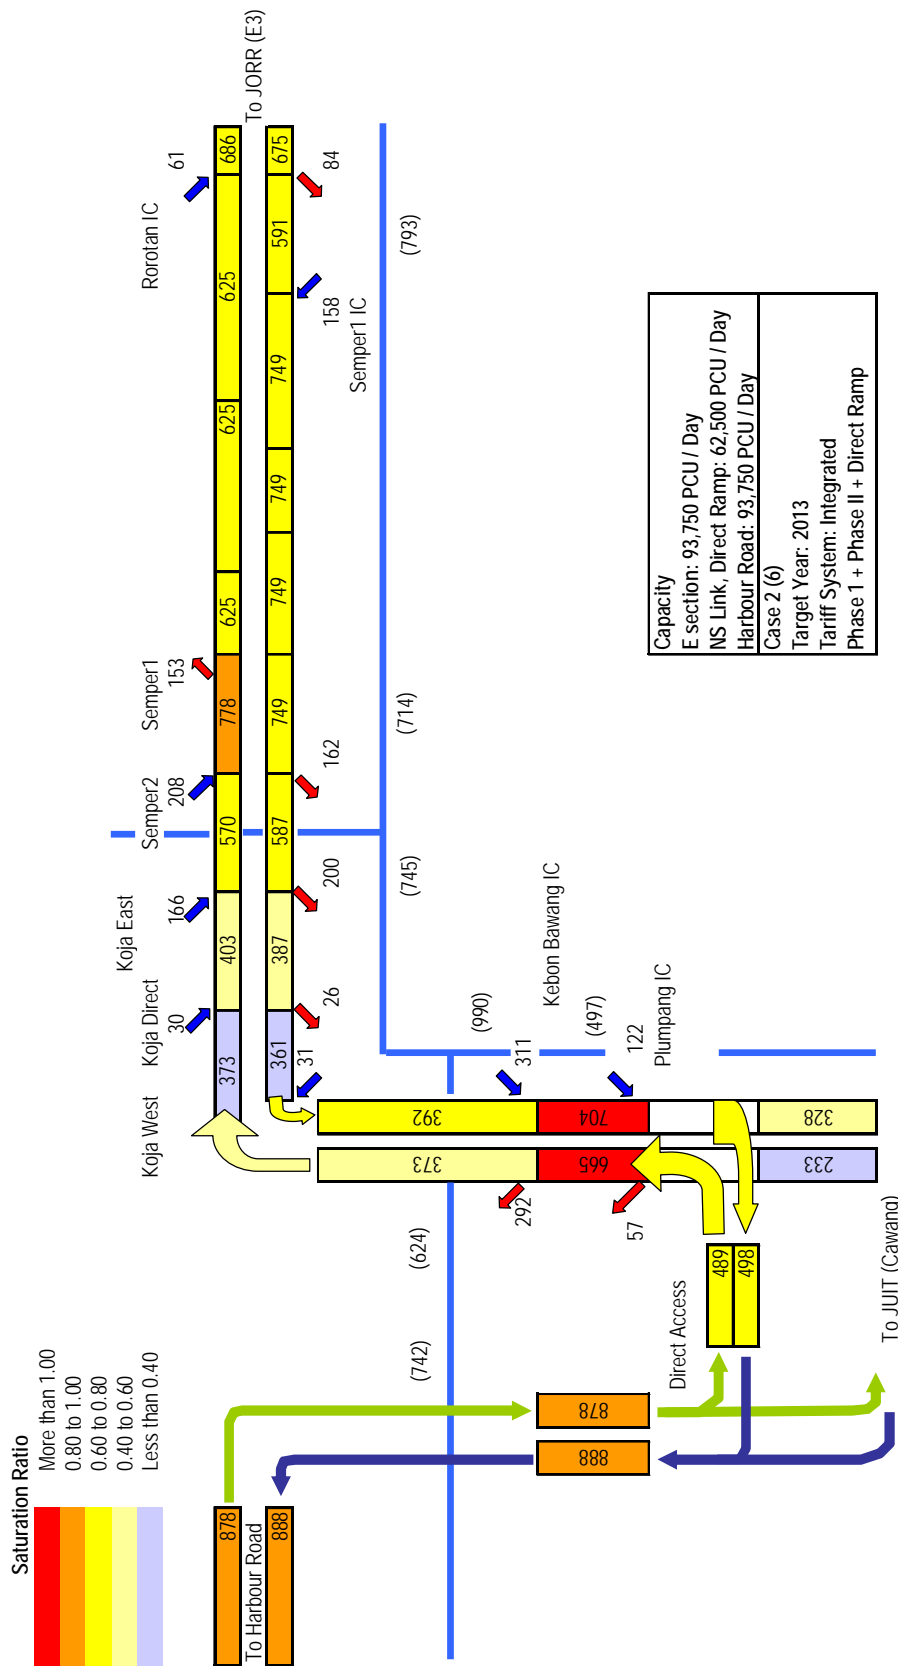 Saturation Ratio
More than 1.00
0.80 to 1.00
0.60 to 0.80
0.40 to 0.60
Less than 0.40
878
To Harbour Road
888
878
888
(742)
(624)
Direct Access
489
498
To JUIT (Cawang)
Koja West
Koja Direct
Koja East
Semper2
Semper1
Rorotan IC
30
166
208
153
61
373
403
570
778
625
625
625
686
To JORR (E3)
361
387
587
749
749
749
749
591
675
31
26
200
162
158
84
Semper1 IC
373
665
233
392
704
328
292
57
311
122
Kebon Bawang IC
Plumpang IC
(990)
(497)
(745)
(714)
(793)
Capacity
E section: 93,750 PCU / Day
NS Link, Direct Ramp: 62,500 PCU / Day
Harbour Road: 93,750 PCU / Day
Case 2 (6)
Target Year: 2013
Tariff System: Integrated
Phase 1 + Phase II + Direct Ramp